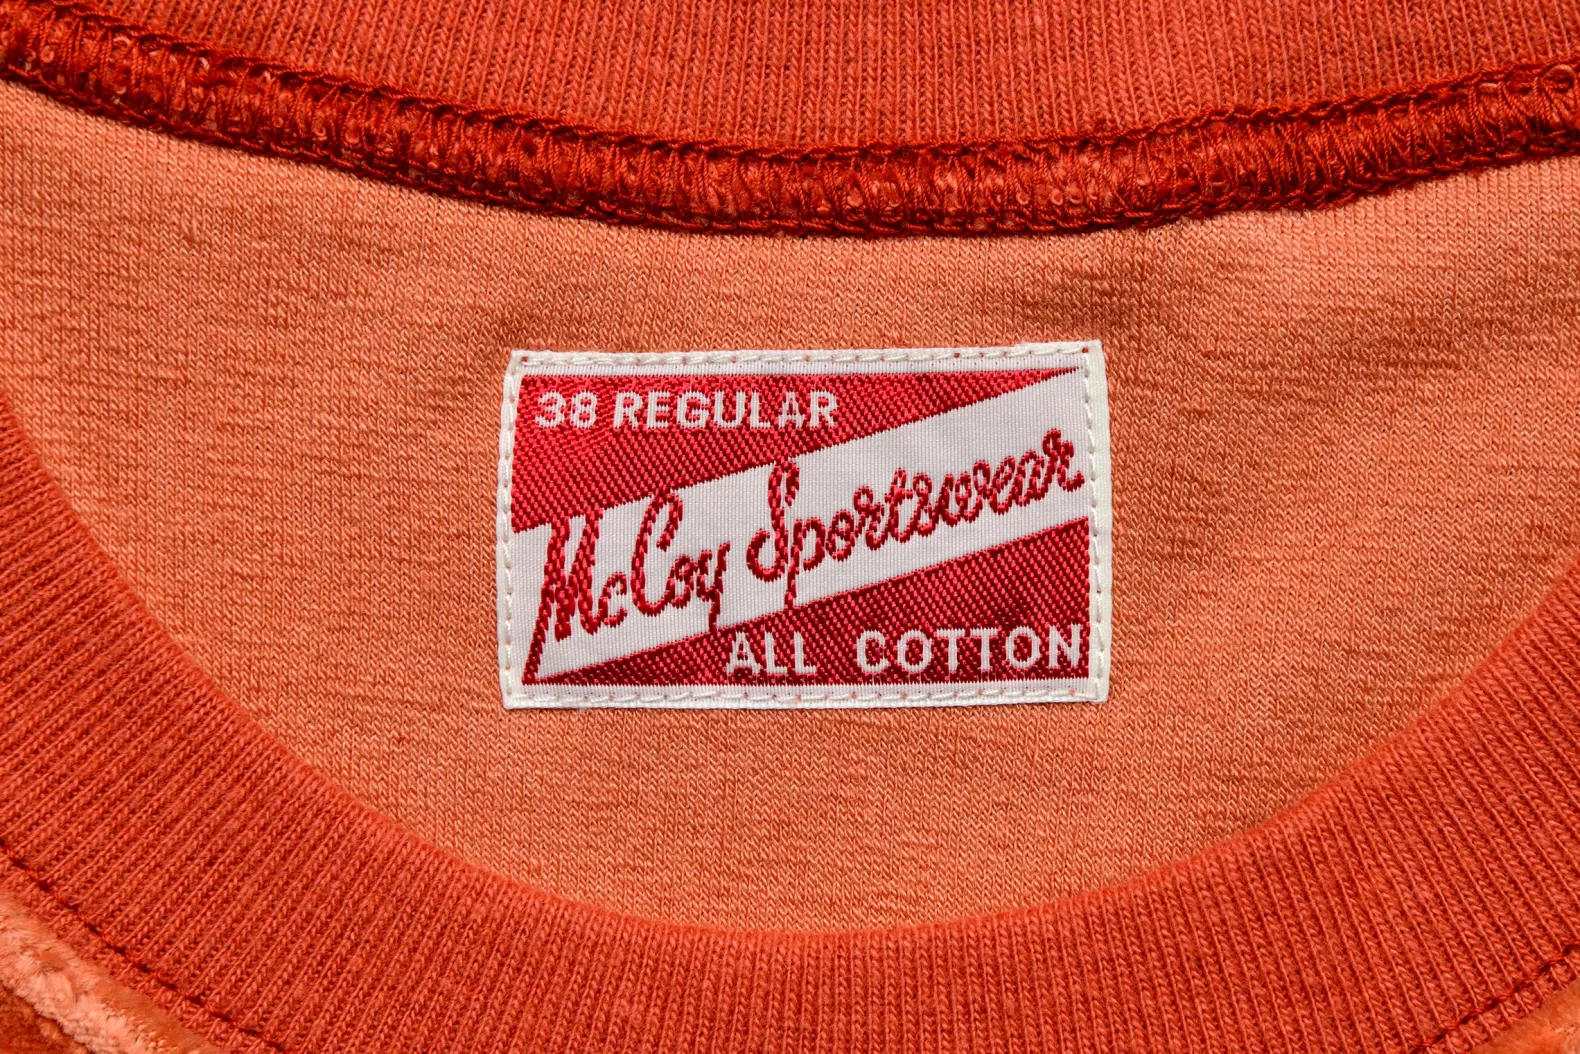 38 REGULAR
McCoy Sportswear
ALL COTTON